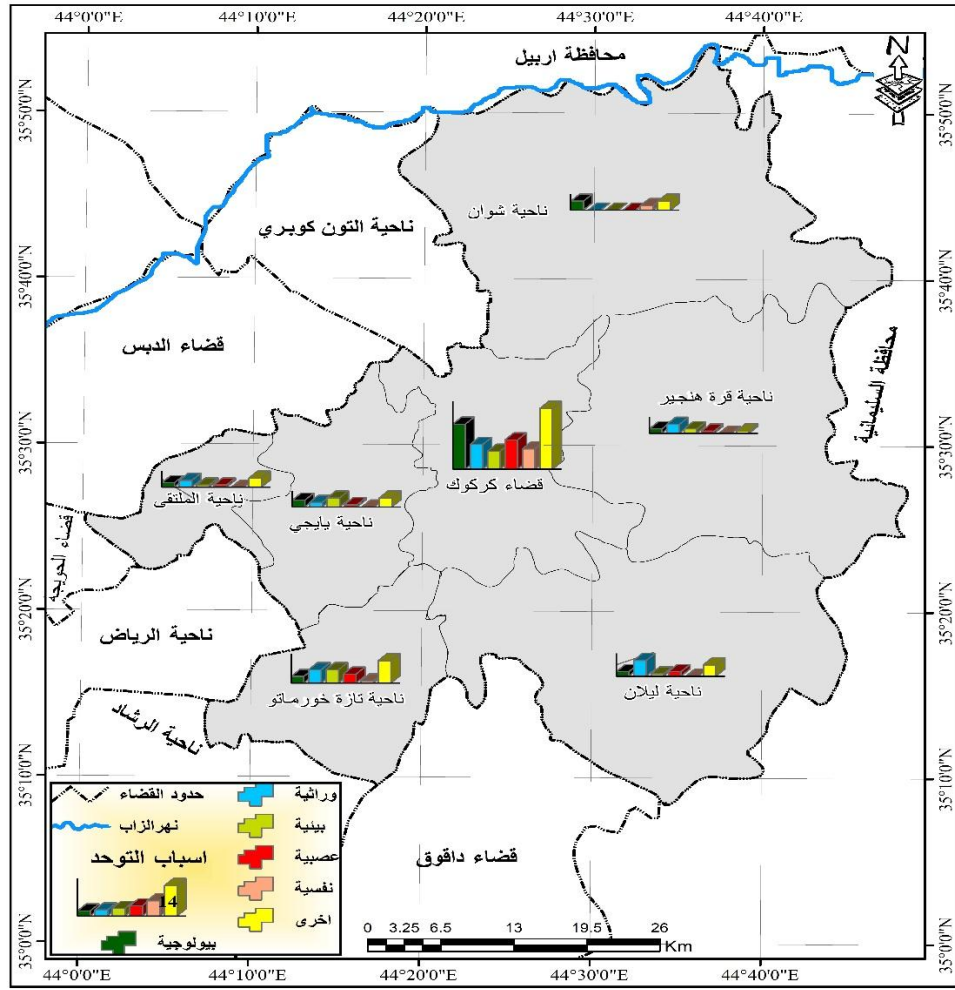 44°0'0"E
44°10'0"E
44°20'0"E
44°30'0"E
44°40'0"E
محافظة اربيل
N
35°50'0"N
35°50'0"N
ناحية شوان
ناحية التون كوبري
35°40'0"N
35°40'0"N
قضاء الدبس
محافظة السليمانية
ناحية قرة هنجير
35°30'0"N
35°30'0"N
قضاء كركوك
ناحية الملتقى
ناحية يايجي
قضاء الحويجه
35°20'0"N
35°20'0"N
ناحية الرياض
ناحية ليلان
ناحية تازة خورماتو
ناحية الرشاد
35°10'0"N
35°10'0"N
حدود القضاء
وراثية
نهرالزاب
بيئية
اسباب التوحد
عصبية
14
نفسية
اخرى
بيولوجية
قضاء داقوق
0 3.25 6.5 13 19.5 26
Km
35°0'0"N
35°0'0"N
44°0'0"E
44°10'0"E
44°20'0"E
44°30'0"E
44°40'0"E